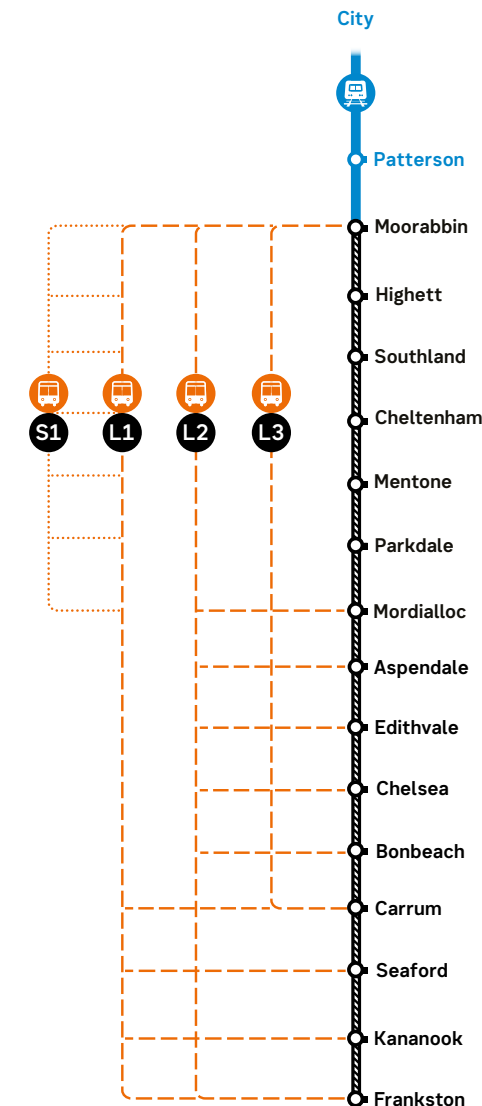 City
Patterson
Moorabbin
Highett
Southland
Cheltenham
S1 L1 L2 L3
Mentone
Parkdale
Mordialloc
Aspendale
Edithvale
Chelsea
Bonbeach
Carrum
Seaford
Kananook
Frankston